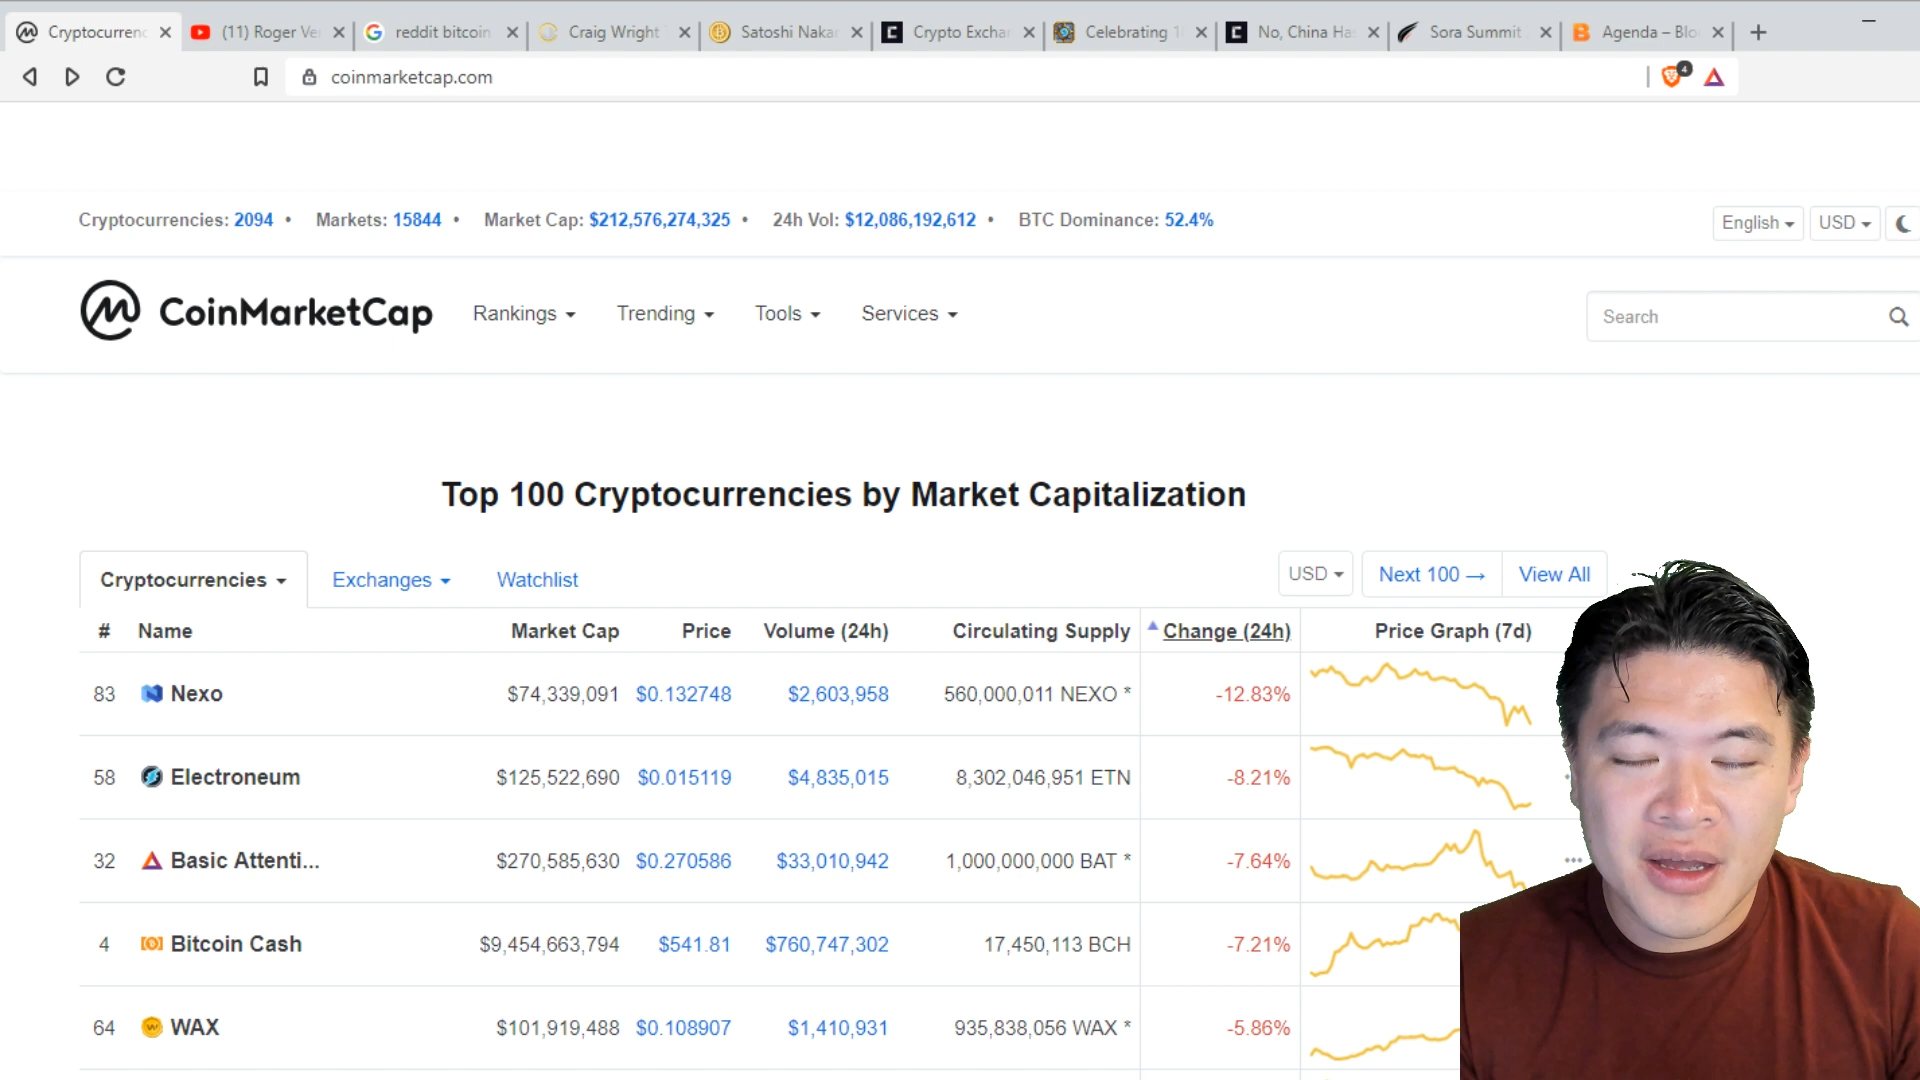 Cryptocurren
(11) Roger Ve
reddit bitcoin
Craig Wright
Satoshi Naka
Crypto Excha
Celebrating 1
No, China Ha
Sora Summit
Agenda – Blo
coinmarketcap.com
4
Cryptocurrencies: 2094 • Markets: 15844 • Market Cap: $212,576,274,325 • 24h Vol: $12,086,192,612 • BTC Dominance: 52.4%
English
USD
CoinMarketCap
Rankings
Trending
Tools
Services
Search
Top 100 Cryptocurrencies by Market Capitalization
Cryptocurrencies
Exchanges
Watchlist
USD
Next 100 →
View All
# Name Market Cap Price Volume (24h) Circulating Supply Change (24h) Price Graph (7d)
83 Nexo $74,339,091 $0.132748 $2,603,958 560,000,011 NEXO * -12.83%
58 Electroneum $125,522,690 $0.015119 $4,835,015 8,302,046,951 ETN -8.21%
32 Basic Attenti... $270,585,630 $0.270586 $33,010,942 1,000,000,000 BAT * -7.64%
4 Bitcoin Cash $9,454,663,794 $541.81 $760,747,302 17,450,113 BCH -7.21%
64 WAX $101,919,488 $0.108907 $1,410,931 935,838,056 WAX * -5.86%